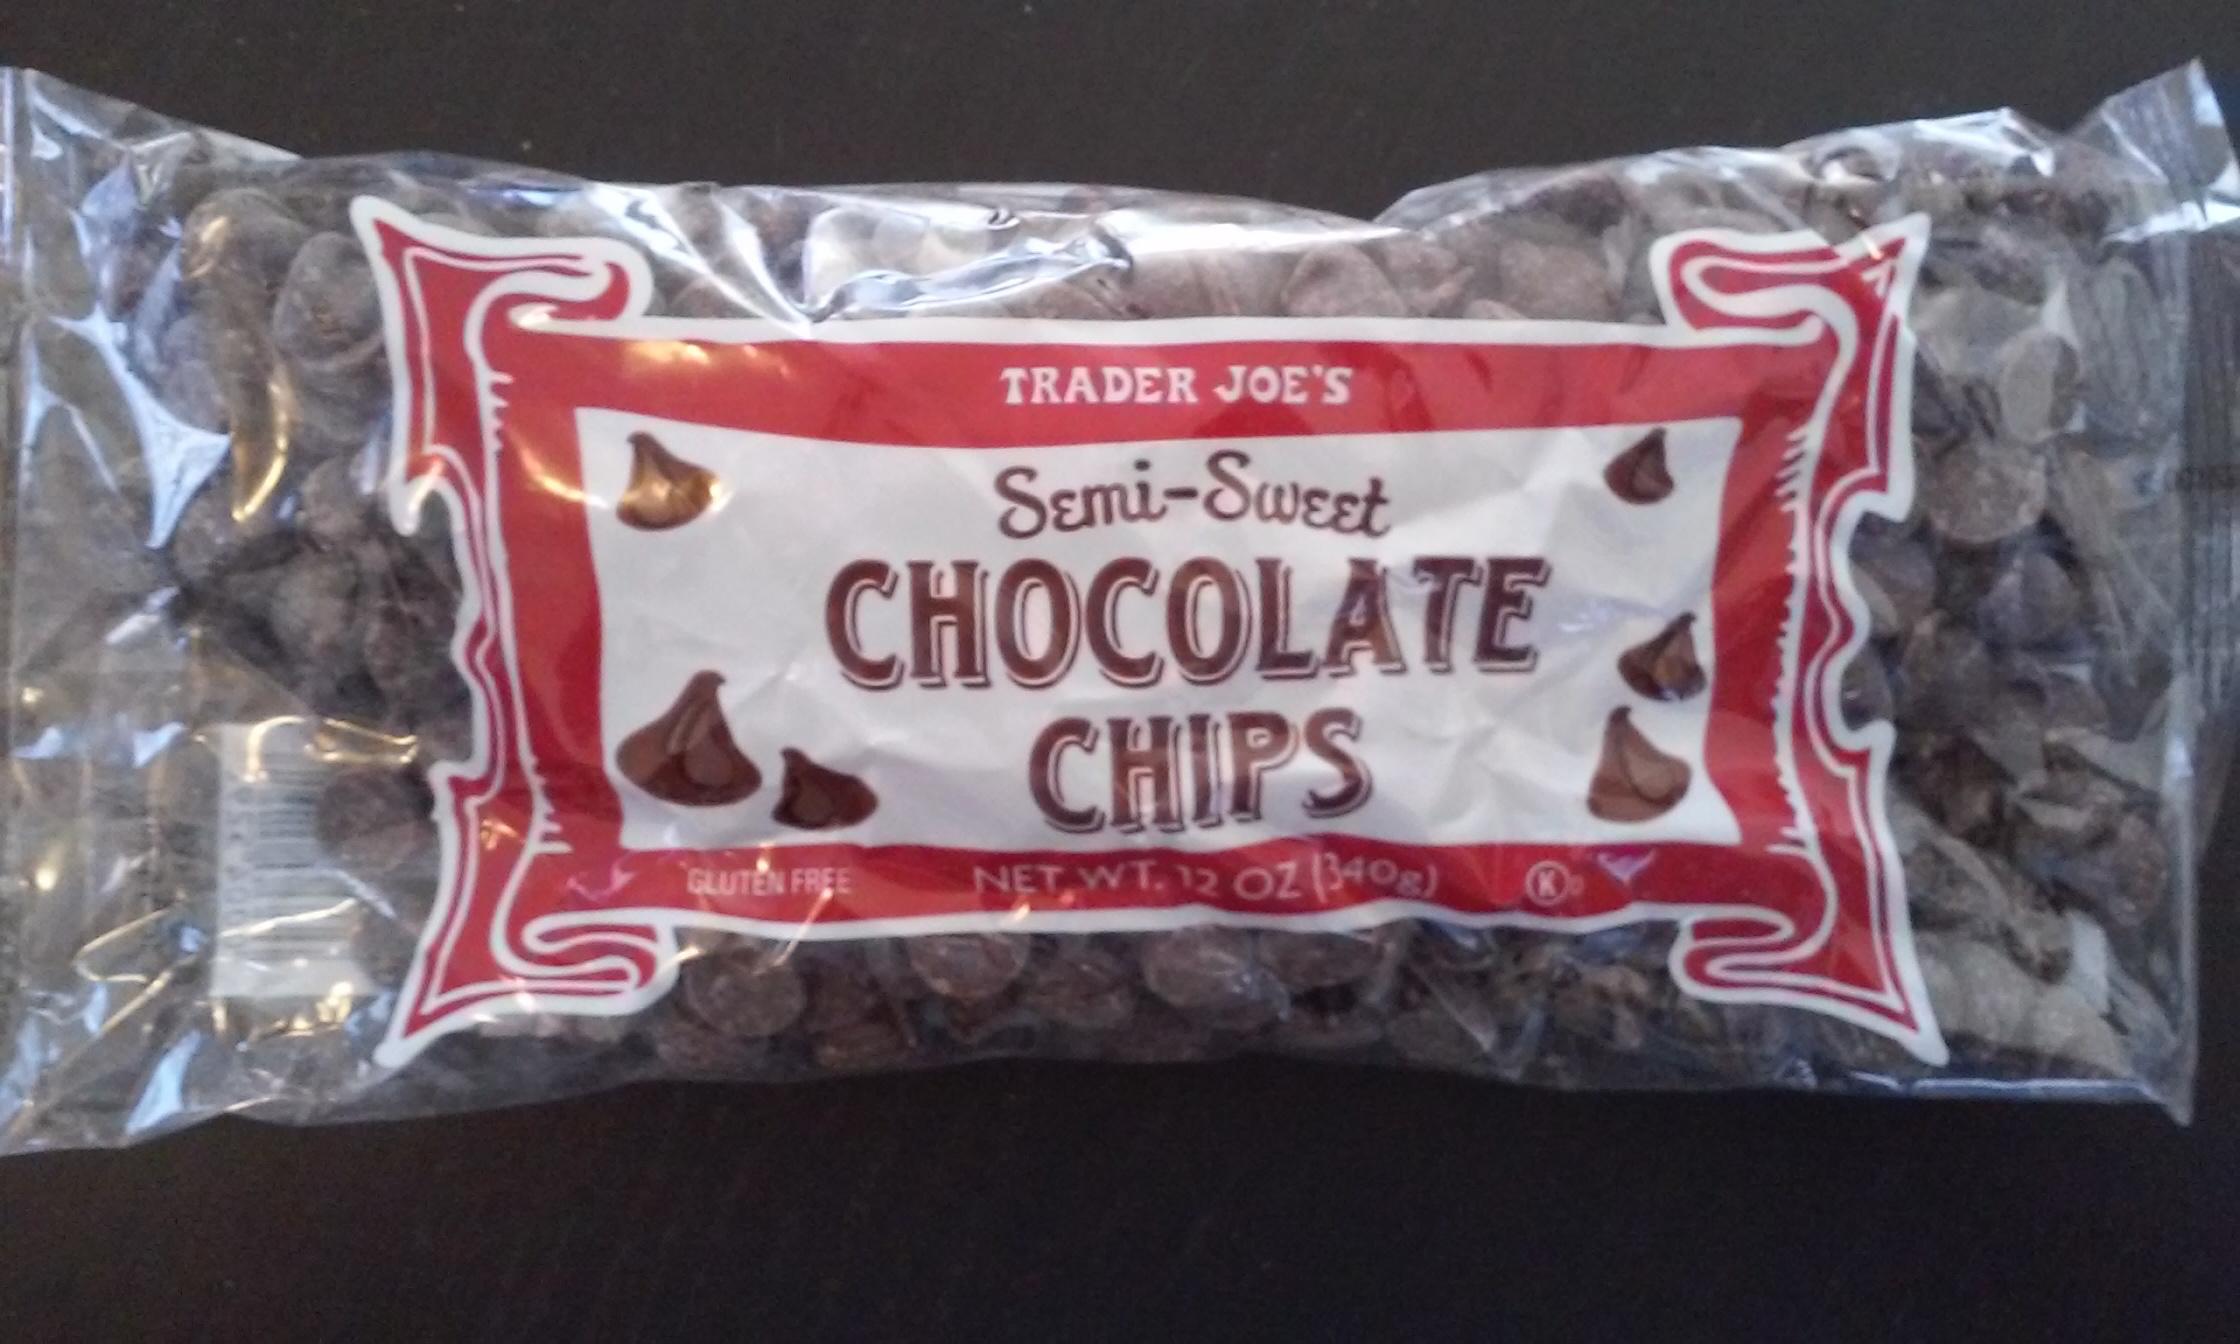 TRADER JOE'S
Semi-Sweet
CHOCOLATE
CHIPS
GLUTEN FREE NET WT. 12 OZ (340g) K